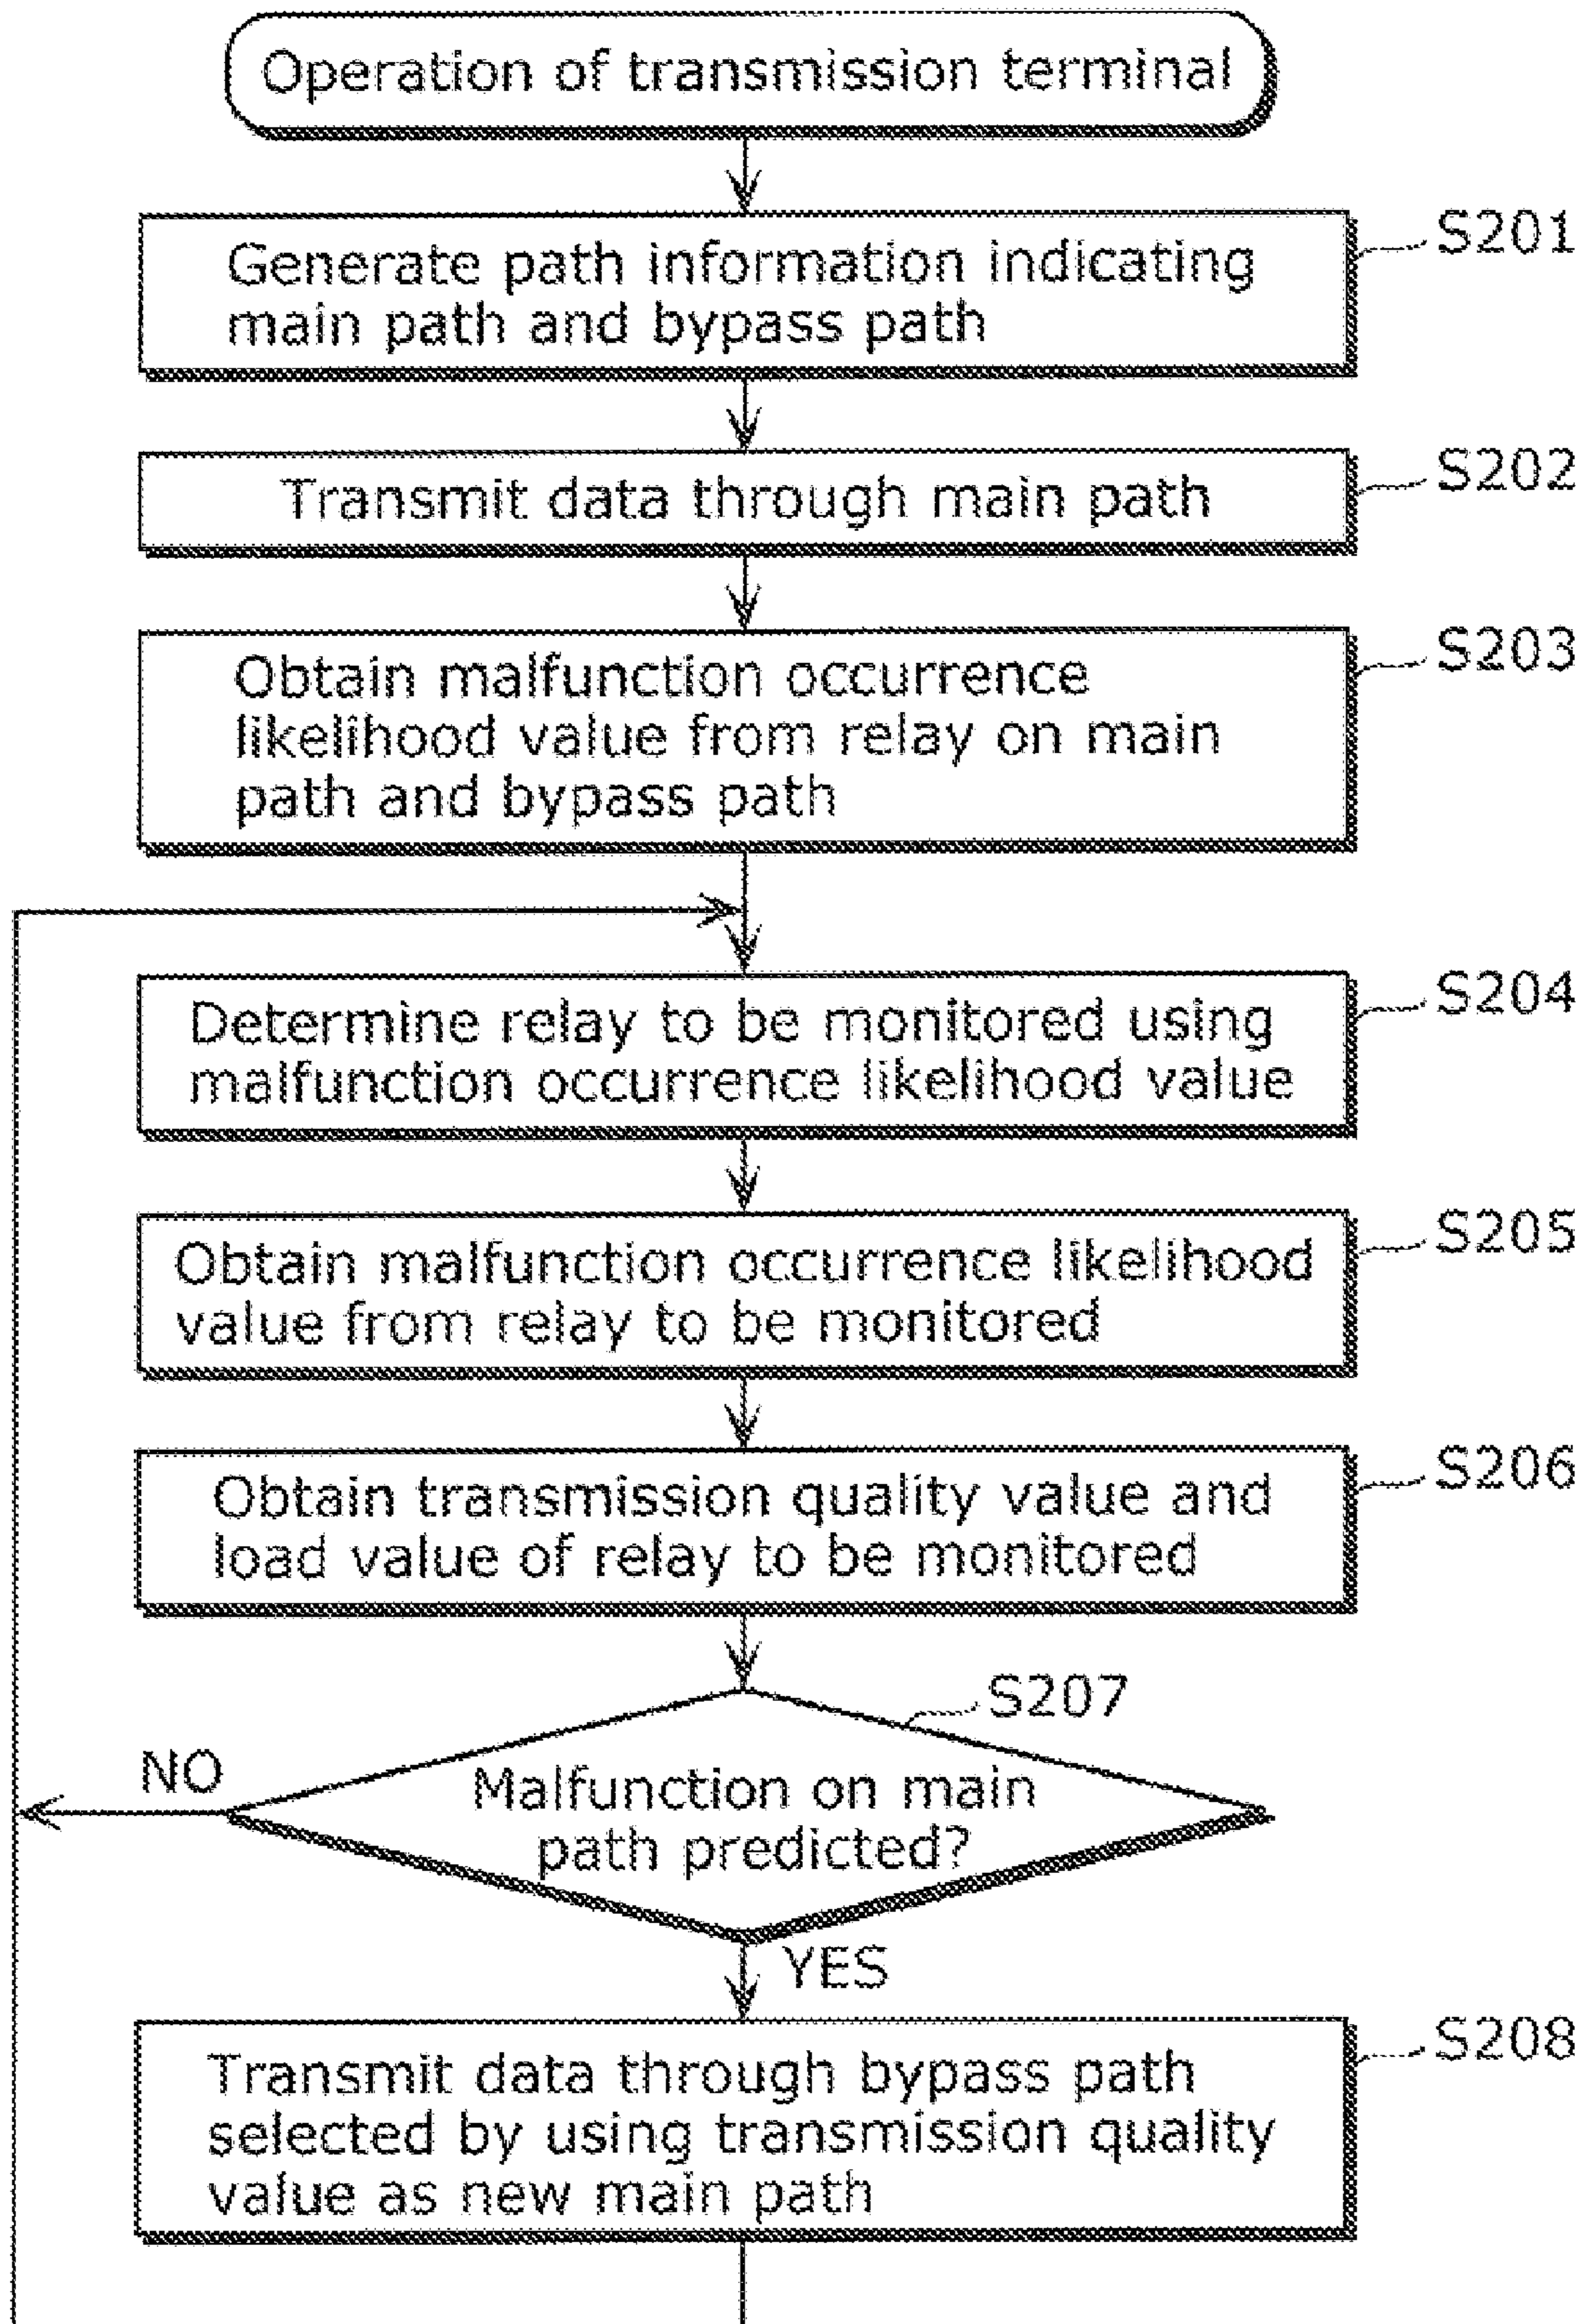 Operation of transmission terminal
S201
Generate path information indicating
main path and bypass path
S202
Transmit data through main path
S203
Obtain malfunction occurrence
likelihood value from relay on main
path and bypass path
S204
Determine relay to be monitored using
malfunction occurrence likelihood value
S205
Obtain malfunction occurrence likelihood
value from relay to be monitored
S206
Obtain transmission quality value and
load value of relay to be monitored
S207
NO
Malfunction on main
path predicted?
YES
S208
Transmit data through bypass path
selected by using transmission quality
value as new main path